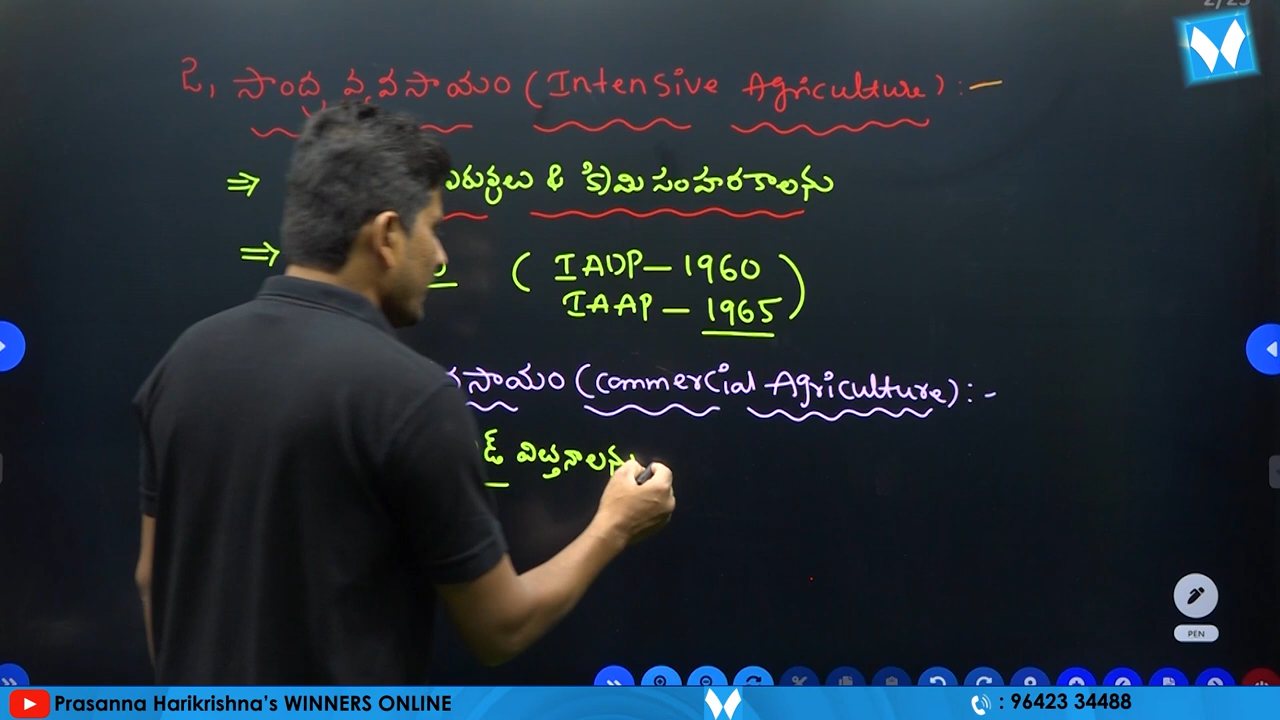 2, సాంద్ర వ్యవసాయం (Intensive Agriculture) :-
⇒ ఎరువులు & క్రిమి సంహారకాలను
⇒ ( IADP – 1960
IAAP – 1965 )
వసాయం (commercial Agriculture) :-
డ్ విత్తనాలను
PEN
Prasanna Harikrishna's WINNERS ONLINE
: 96423 34488